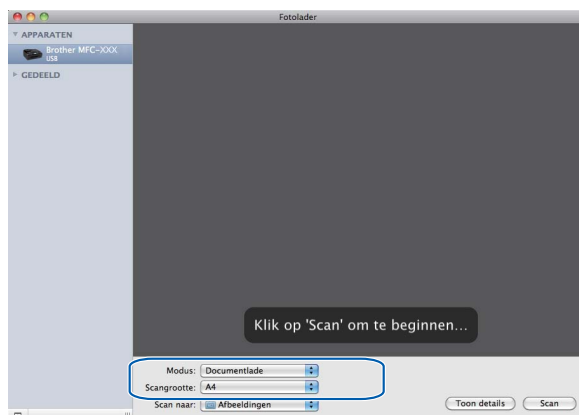 Fotolader
APPARATEN
Brother MFC-XXX
USB
GEDEELD
Klik op 'Scan' om te beginnen...
Modus: Documentlade
Scangrootte: A4
Scan naar: Afbeeldingen
Toon details
Scan